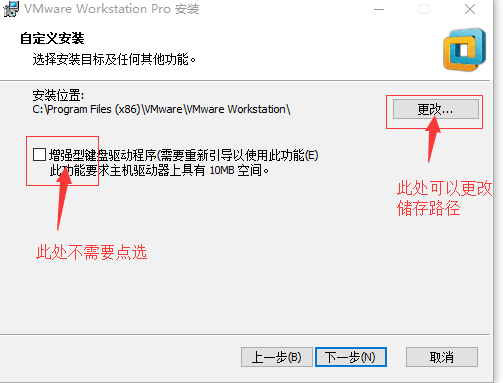 VMware Workstation Pro 安装
自定义安装
选择安装目标及任何其他功能。
安装位置:
C:\Program Files (x86)\VMware\VMware Workstation\
更改...
增强型键盘驱动程序(需要重新引导以使用此功能(E)
此功能要求主机驱动器上具有 10MB 空间。
此处可以更改
储存路径
此处不需要点选
上一步(B)
下一步(N)
取消